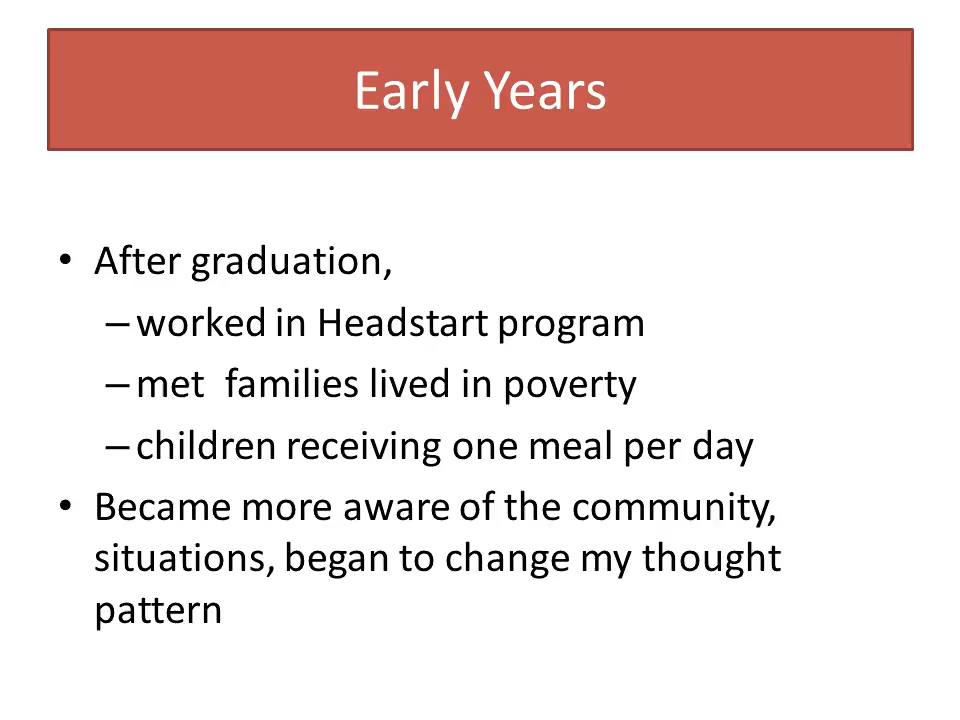 Early Years
• After graduation,
– worked in Headstart program
– met  families lived in poverty
– children receiving one meal per day
• Became more aware of the community,
situations, began to change my thought
pattern